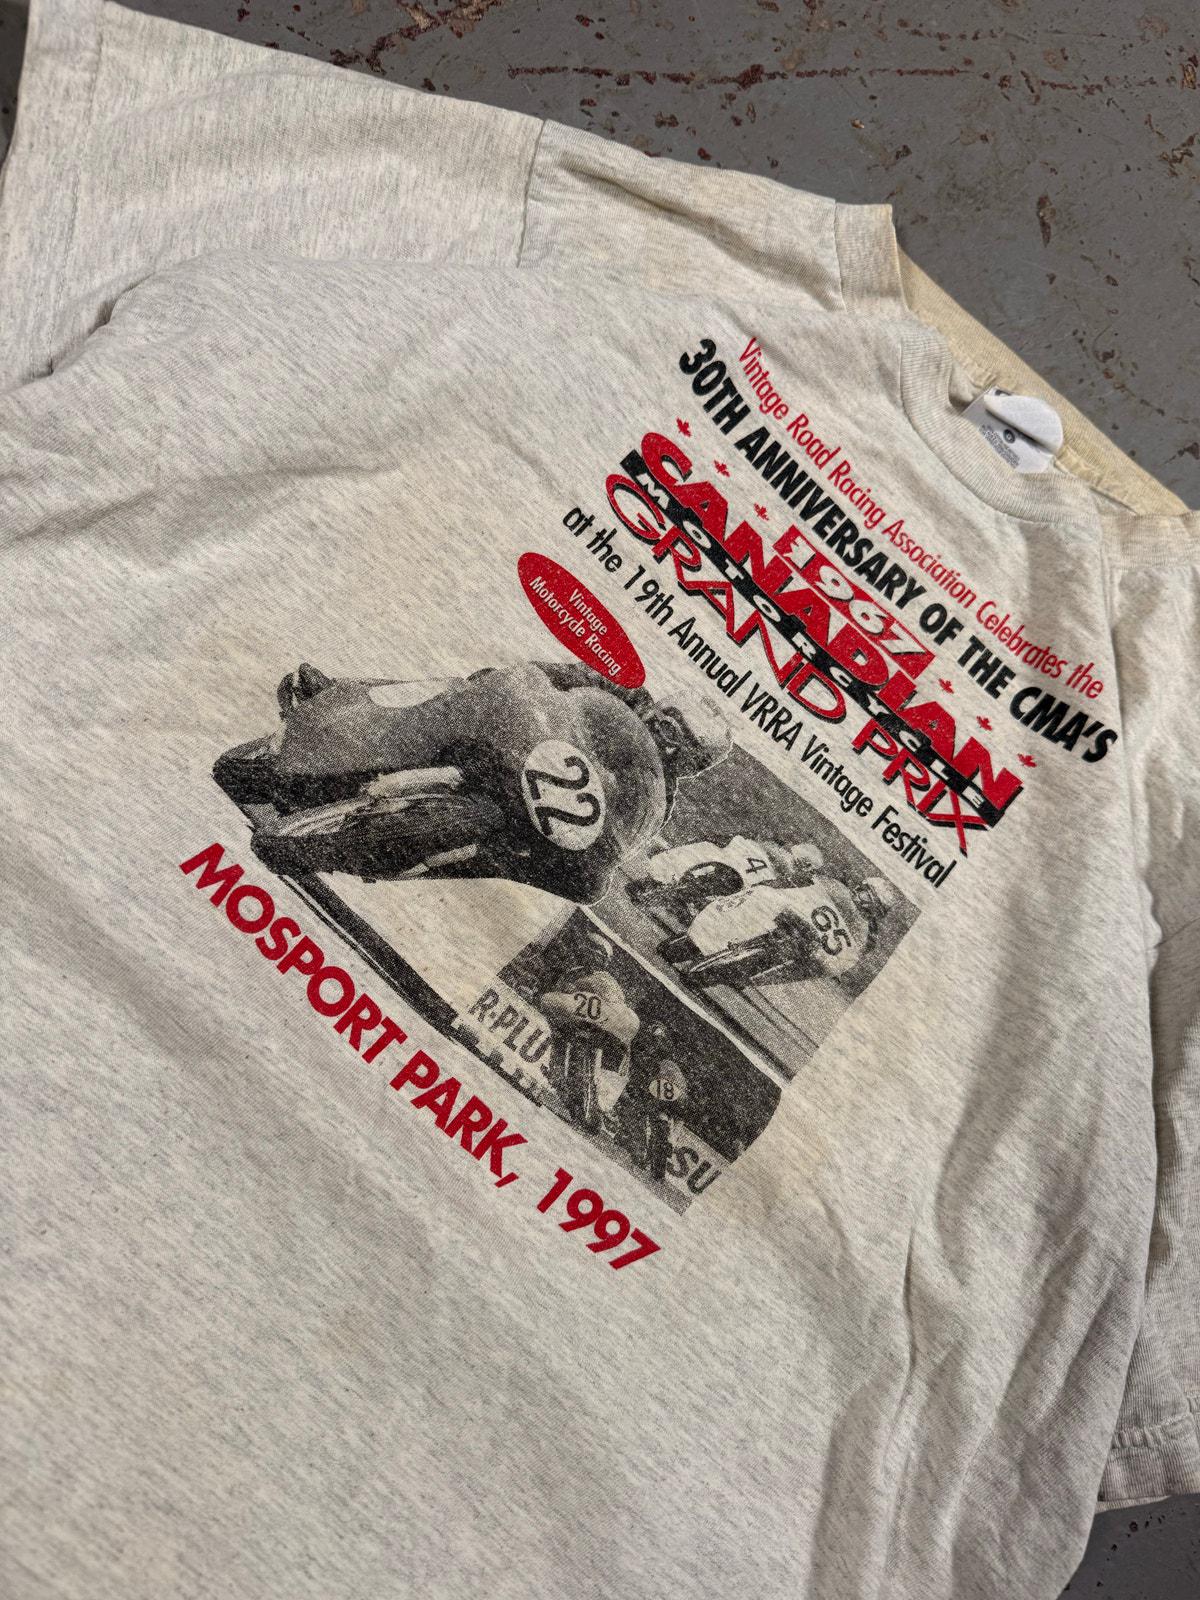 Vintage Road Racing Association Celebrates the
30TH ANNIVERSARY OF THE CMA'S
1967
CANADIAN
MOTORCYCLE
GRAND PRIX
at the 19th Annual VRRA Vintage Festival
Vintage
Motorcycle Racing
22
4
65
20
R·PLU
18
SU
MOSPORT PARK, 1997